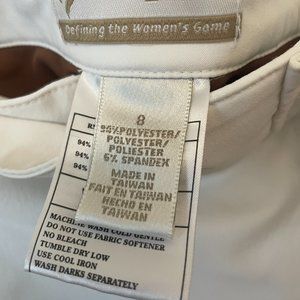 Defining the Women's Game
8
94% POLYESTER/
POLYESTER/
POLIESTER
6% SPANDEX
MADE IN
TAIWAN
FAIT EN TAIWAN
HECHO EN
TAIWAN
94%
94%
94%
MACHINE WASH COLD GENTLE
DO NOT USE FABRIC SOFTENER
NO BLEACH
TUMBLE DRY LOW
USE COOL IRON
WASH DARKS SEPARATELY